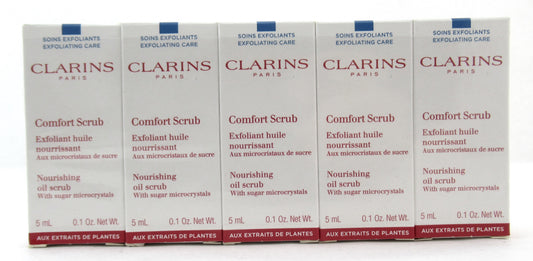 SOINS EXFOLIANTS
EXFOLIATING CARE
CLARINS
PARIS
Comfort Scrub
Exfoliant huile
nourrissant
Aux microcristaux de sucre
Nourishing
oil scrub
With sugar microcrystals
5 mL 0.1 Oz. Net Wt.
AUX EXTRAITS DE PLANTES
SOINS EXFOLIANTS
EXFOLIATING CARE
CLARINS
PARIS
Comfort Scrub
Exfoliant huile
nourrissant
Aux microcristaux de sucre
Nourishing
oil scrub
With sugar microcrystals
5 mL 0.1 Oz. Net Wt.
AUX EXTRAITS DE PLANTES
SOINS EXFOLIANTS
EXFOLIATING CARE
CLARINS
PARIS
Comfort Scrub
Exfoliant huile
nourrissant
Aux microcristaux de sucre
Nourishing
oil scrub
With sugar microcrystals
5 mL 0.1 Oz. Net Wt.
AUX EXTRAITS DE PLANTES
SOINS EXFOLIANTS
EXFOLIATING CARE
CLARINS
PARIS
Comfort Scrub
Exfoliant huile
nourrissant
Aux microcristaux de sucre
Nourishing
oil scrub
With sugar microcrystals
5 mL 0.1 Oz. Net Wt.
AUX EXTRAITS DE PLANTES
SOINS EXFOLIANTS
EXFOLIATING CARE
CLARINS
PARIS
Comfort Scrub
Exfoliant huile
nourrissant
Aux microcristaux de sucre
Nourishing
oil scrub
With sugar microcrystals
5 mL 0.1 Oz. Net Wt.
AUX EXTRAITS DE PLANTES